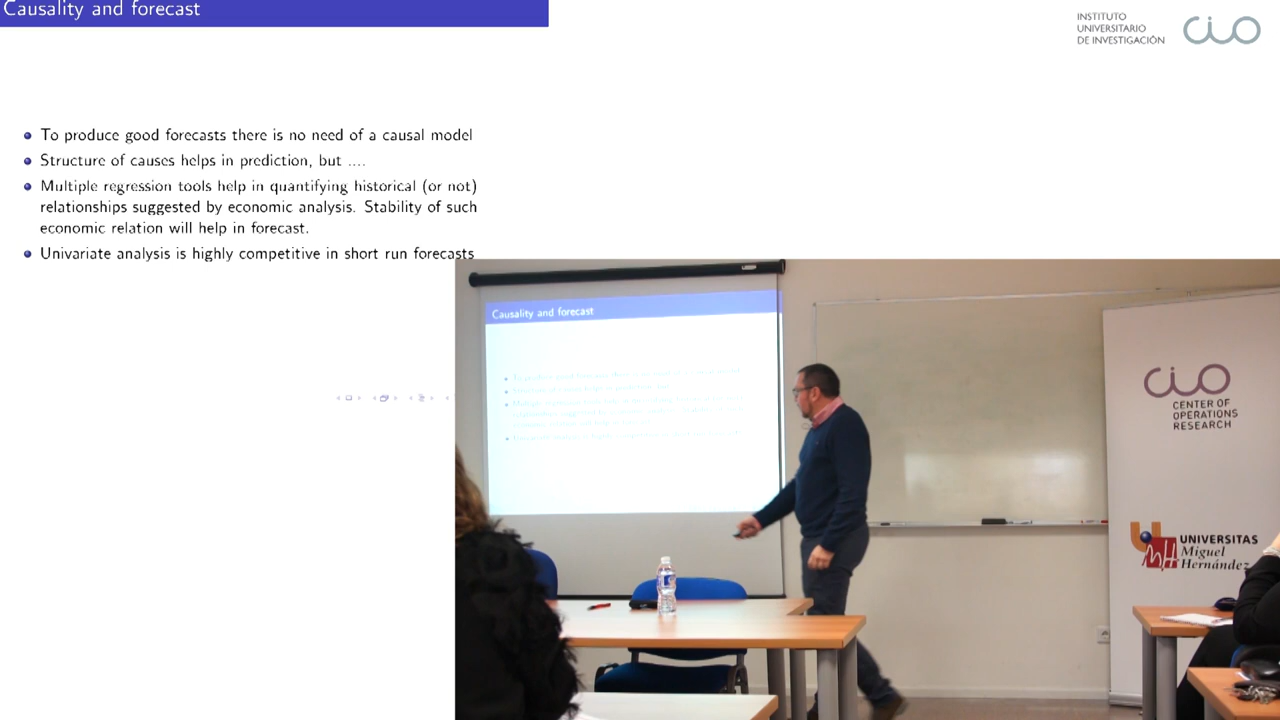 Causality and forecast
INSTITUTO
UNIVERSITARIO
DE INVESTIGACIÓN
CIO
To produce good forecasts there is no need of a causal model
Structure of causes helps in prediction, but ....
Multiple regression tools help in quantifying historical (or not)
relationships suggested by economic analysis. Stability of such
economic relation will help in forecast.
Univariate analysis is highly competitive in short run forecasts
Causality and forecast
CIO
CENTER OF
OPERATIONS
RESEARCH
UMH
UNIVERSITAS
Miguel
Hernández